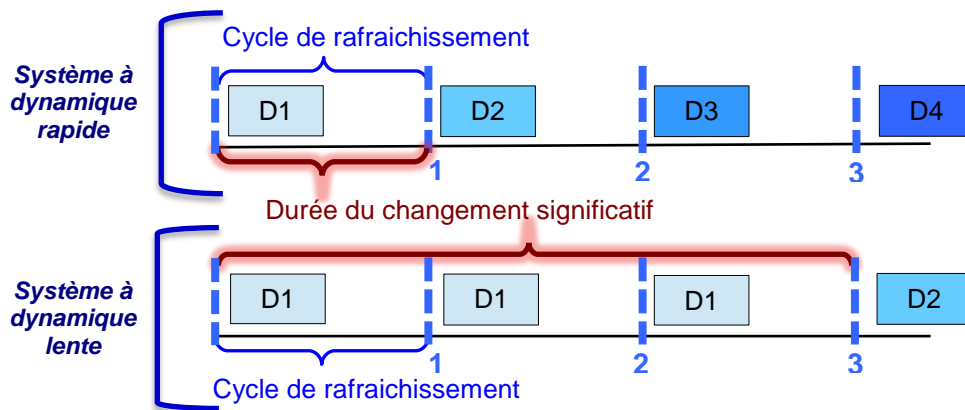 Cycle de rafraichissement
Système à
dynamique
rapide
D1
D2
D3
D4
1
2
3
Durée du changement significatif
Système à
dynamique
lente
D1
D1
D1
D2
1
2
3
Cycle de rafraichissement